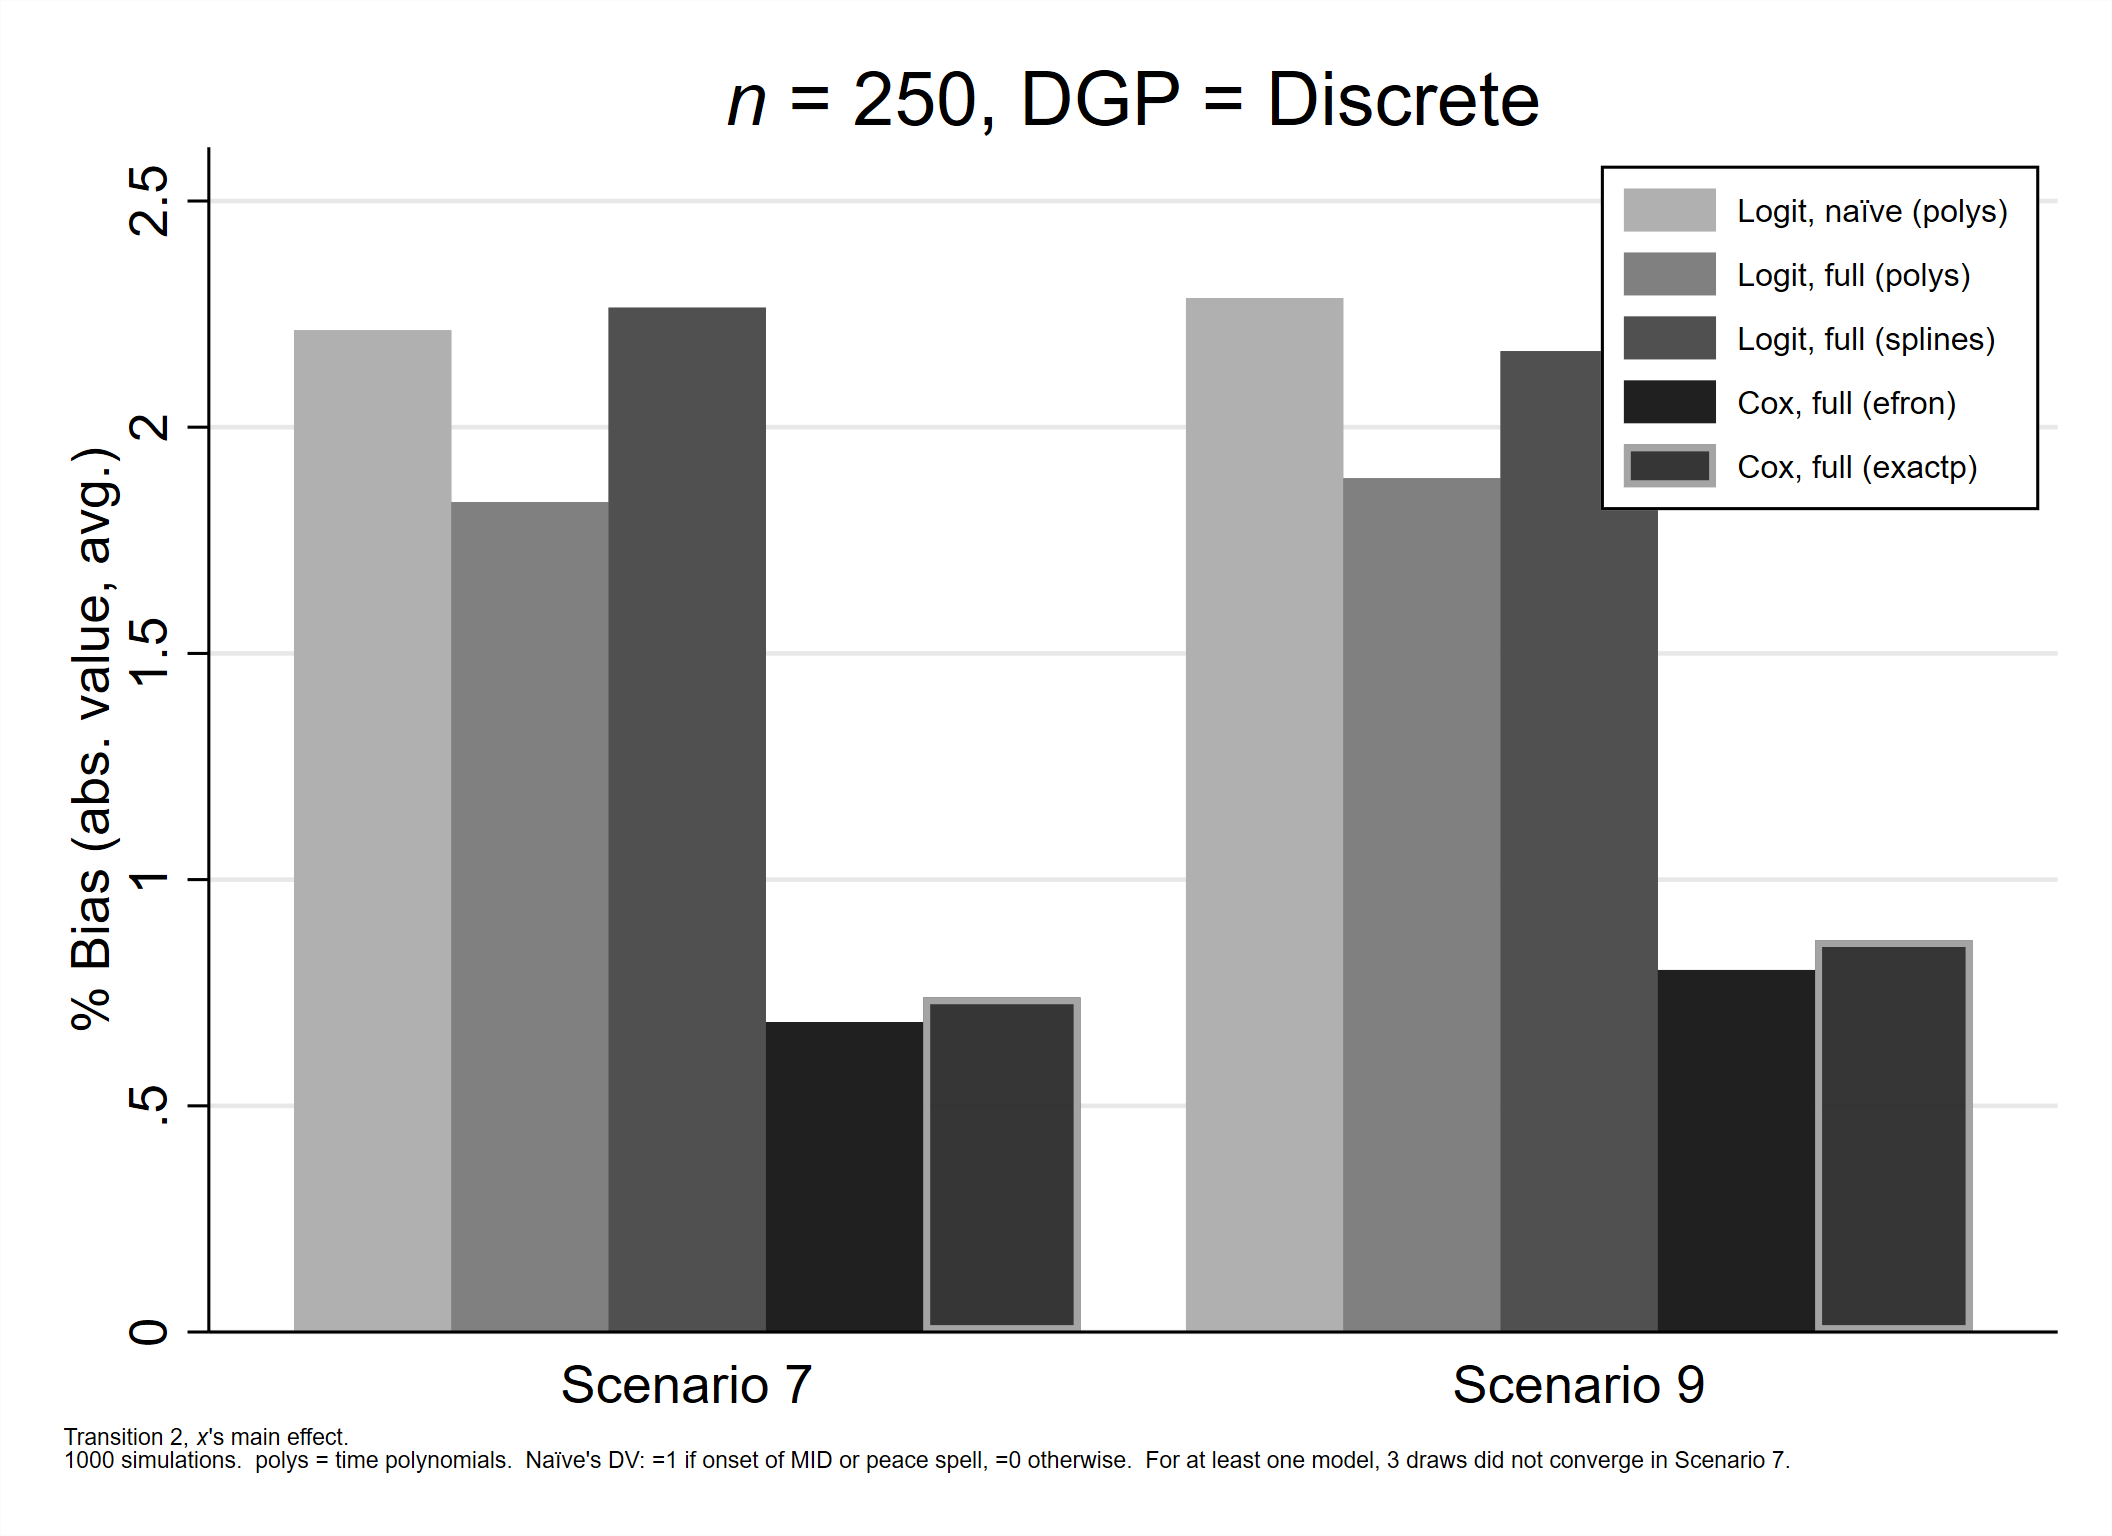 n = 250, DGP = Discrete
% Bias (abs. value, avg.)
2.5
2
1.5
1
.5
0
Logit, naïve (polys)
Logit, full (polys)
Logit, full (splines)
Cox, full (efron)
Cox, full (exactp)
Scenario 7
Scenario 9
Transition 2, x's main effect.
1000 simulations.  polys = time polynomials.  Naïve's DV: =1 if onset of MID or peace spell, =0 otherwise.  For at least one model, 3 draws did not converge in Scenario 7.